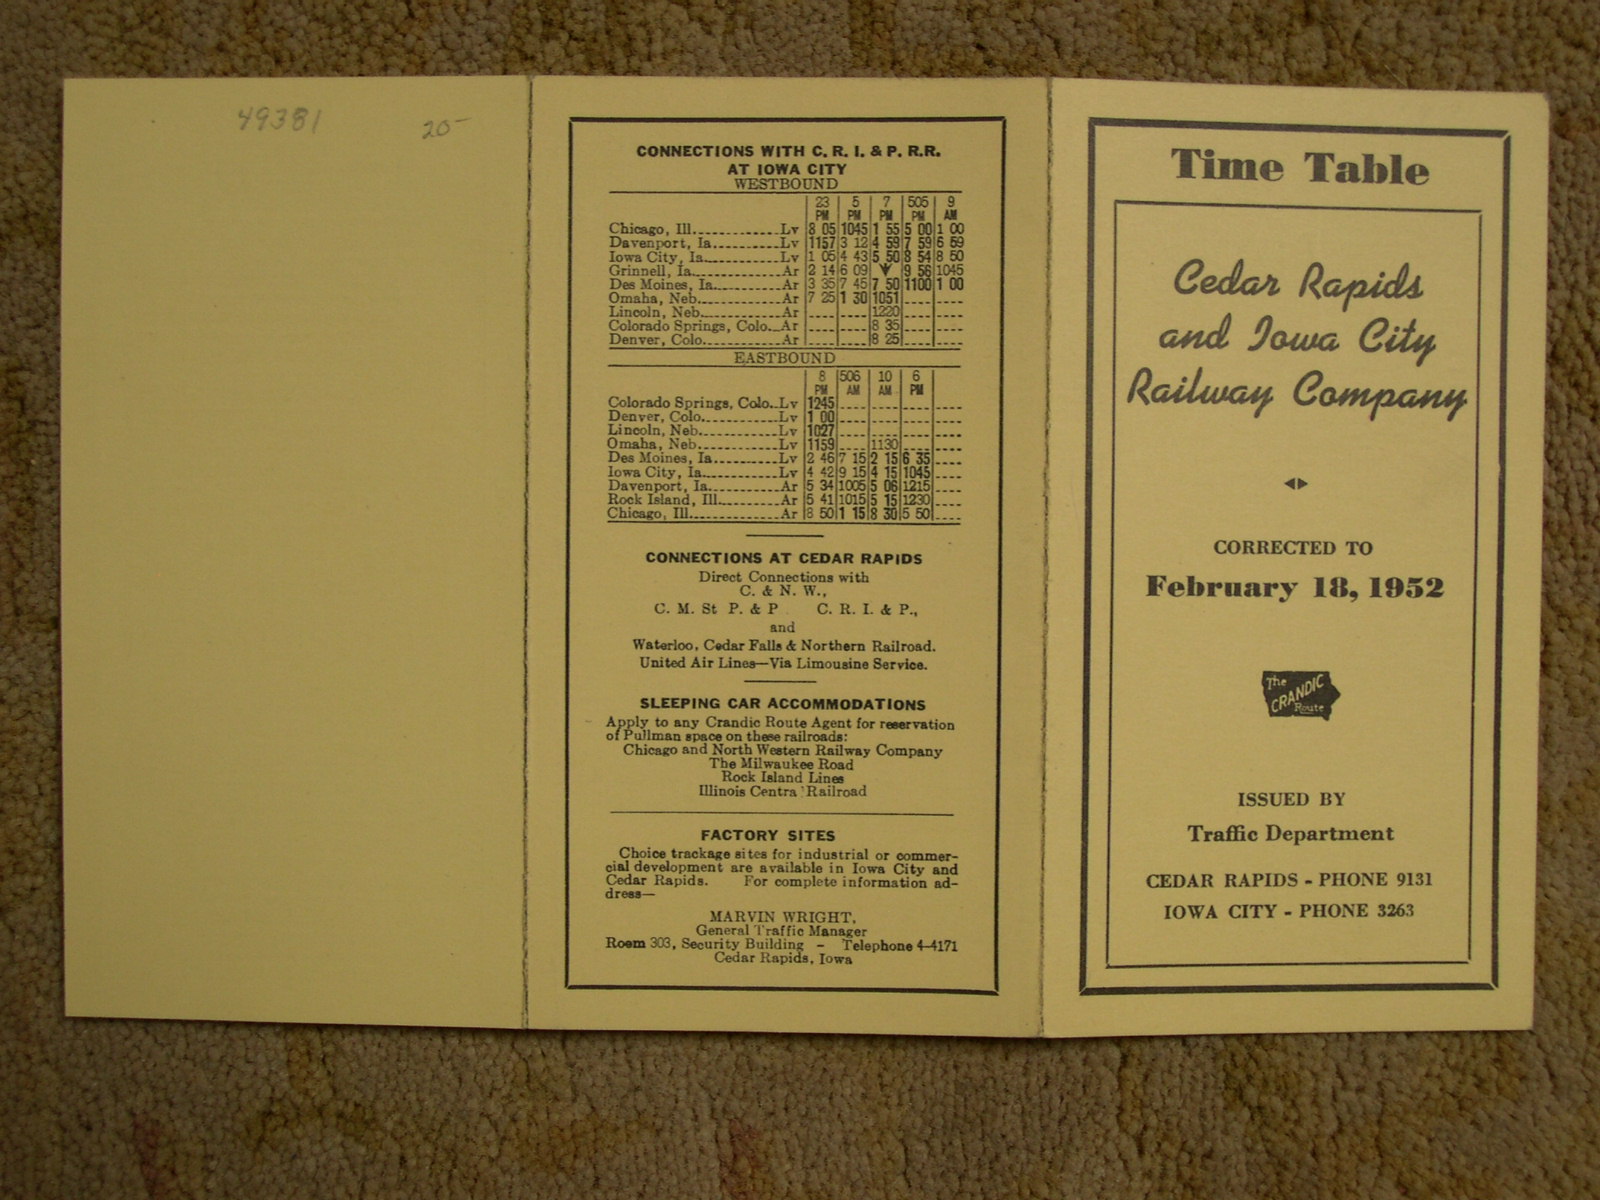 49381 20-
CONNECTIONS WITH C. R. I. & P. R.R.
AT IOWA CITY
WESTBOUND
23 5 7 505 9
PM PM PM PM AM
Chicago, Ill. Lv 8 05 1045 1 55 5 00 1 00
Davenport, Ia. Lv 1157 3 12 4 59 7 59 6 59
Iowa City, Ia. Lv 1 05 4 43 5 50 8 54 8 50
Grinnell, Ia. Ar 2 14 6 09 9 56 1045
Des Moines, Ia. Ar 3 35 7 45 7 50 1100 1 00
Omaha, Neb. Ar 7 25 1 30 1051
Lincoln, Neb. Ar 1220
Colorado Springs, Colo. Ar 8 35
Denver, Colo. Ar 8 25
EASTBOUND
8 506 10 6
PM AM AM PM
Colorado Springs, Colo. Lv 1245
Denver, Colo. Lv 1 00
Lincoln, Neb. Lv 1027
Omaha, Neb. Lv 1159 1130
Des Moines, Ia. Lv 2 46 7 15 2 15 6 35
Iowa City, Ia. Lv 4 42 9 15 4 15 1045
Davenport, Ia. Ar 5 34 1005 5 06 1215
Rock Island, Ill. Ar 5 41 1015 5 15 1230
Chicago, Ill. Ar 8 50 1 15 8 30 5 50
CONNECTIONS AT CEDAR RAPIDS
Direct Connections with
C. & N. W.,
C. M. St P. & P C. R. I. & P.,
and
Waterloo, Cedar Falls & Northern Railroad.
United Air Lines—Via Limousine Service.
SLEEPING CAR ACCOMMODATIONS
Apply to any Crandic Route Agent for reservation
of Pullman space on these railroads:
Chicago and North Western Railway Company
The Milwaukee Road
Rock Island Lines
Illinois Centra' Railroad
FACTORY SITES
Choice trackage sites for industrial or commer-
cial development are available in Iowa City and
Cedar Rapids. For complete information ad-
dress—
MARVIN WRIGHT,
General Traffic Manager
Room 303, Security Building – Telephone 4-4171
Cedar Rapids, Iowa
Time Table
Cedar Rapids
and Iowa City
Railway Company
CORRECTED TO
February 18, 1952
The
CRANDIC
Route
ISSUED BY
Traffic Department
CEDAR RAPIDS - PHONE 9131
IOWA CITY - PHONE 3263